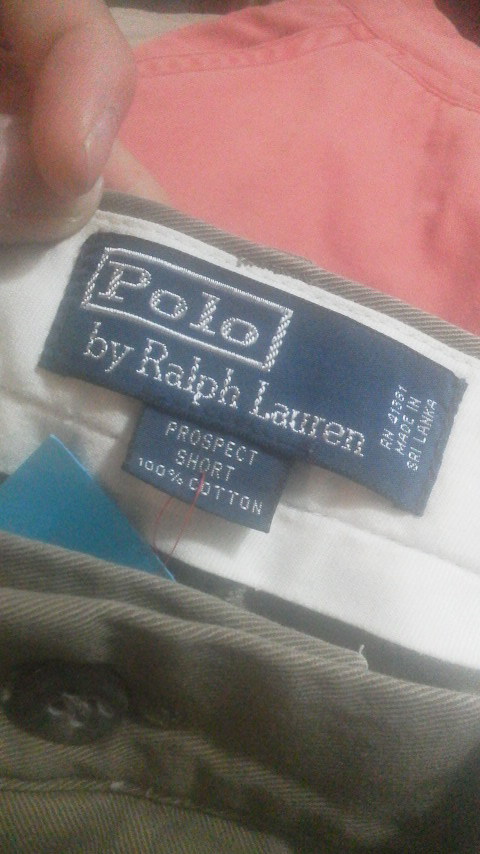 Polo
by Ralph Lauren
RN 41381
MADE IN
SRI LANKA
PROSPECT
SHORT
100% COTTON